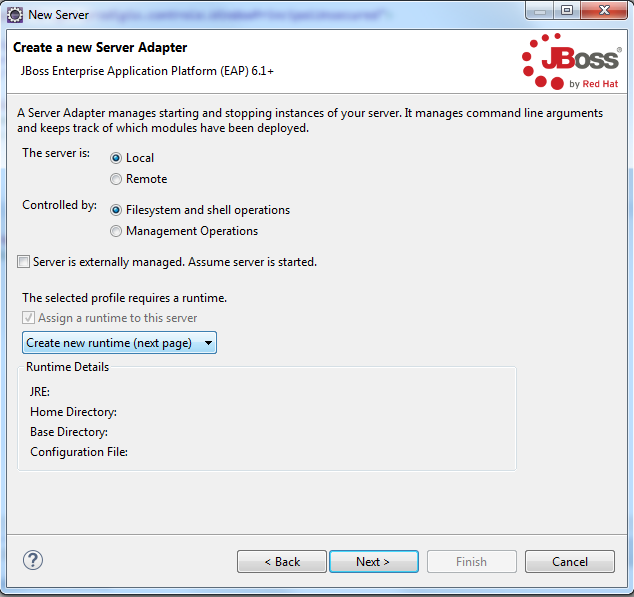 New Server
Create a new Server Adapter
JBoss Enterprise Application Platform (EAP) 6.1+
JBoss®
by Red Hat
A Server Adapter manages starting and stopping instances of your server. It manages command line arguments
and keeps track of which modules have been deployed.
The server is:
Local
Remote
Controlled by:
Filesystem and shell operations
Management Operations
Server is externally managed. Assume server is started.
The selected profile requires a runtime.
Assign a runtime to this server
Create new runtime (next page)
Runtime Details
JRE:
Home Directory:
Base Directory:
Configuration File:
?
< Back
Next >
Finish
Cancel